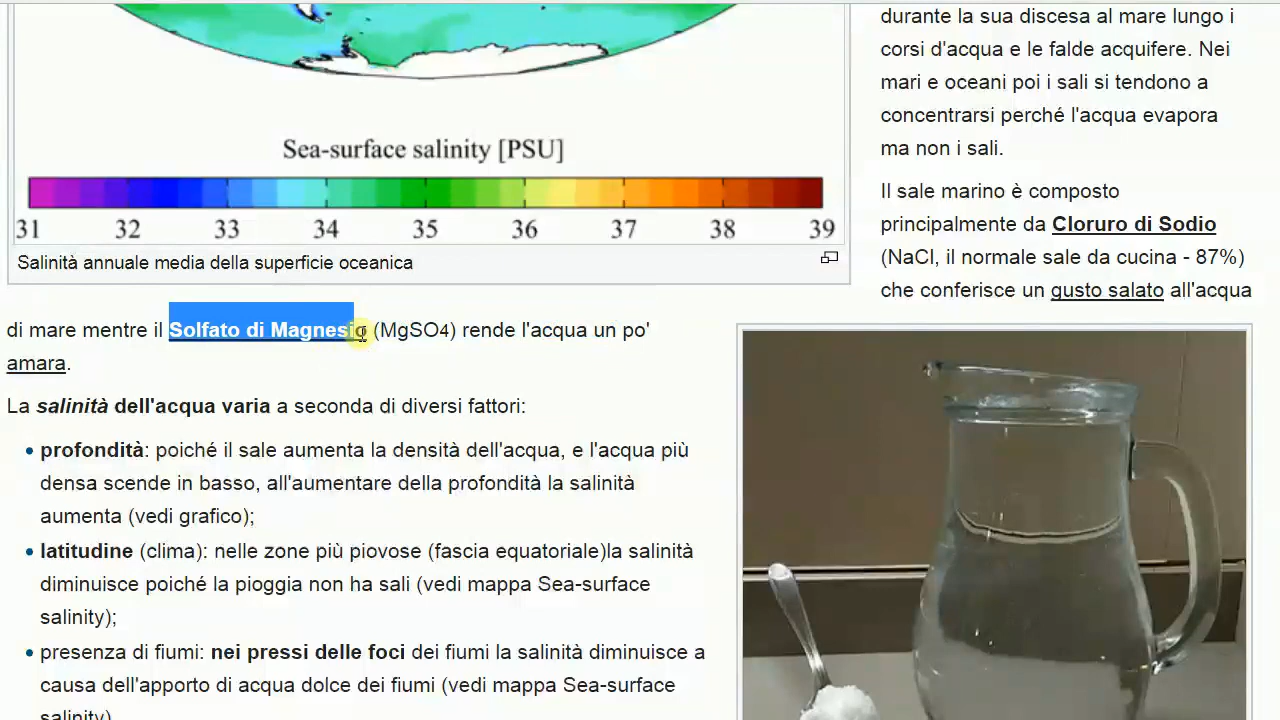 durante la sua discesa al mare lungo i
corsi d'acqua e le falde acquifere. Nei
mari e oceani poi i sali si tendono a
concentrarsi perché l'acqua evapora
ma non i sali.
Sea-surface salinity [PSU]
31 32 33 34 35 36 37 38 39
Salinità annuale media della superficie oceanica
Il sale marino è composto
principalmente da Cloruro di Sodio
(NaCl, il normale sale da cucina - 87%)
che conferisce un gusto salato all'acqua
di mare mentre il Solfato di Magnesio (MgSO4) rende l'acqua un po'
amara.
La salinità dell'acqua varia a seconda di diversi fattori:
• profondità: poiché il sale aumenta la densità dell'acqua, e l'acqua più
densa scende in basso, all'aumentare della profondità la salinità
aumenta (vedi grafico);
• latitudine (clima): nelle zone più piovose (fascia equatoriale)la salinità
diminuisce poiché la pioggia non ha sali (vedi mappa Sea-surface
salinity);
• presenza di fiumi: nei pressi delle foci dei fiumi la salinità diminuisce a
causa dell'apporto di acqua dolce dei fiumi (vedi mappa Sea-surface
salinity)